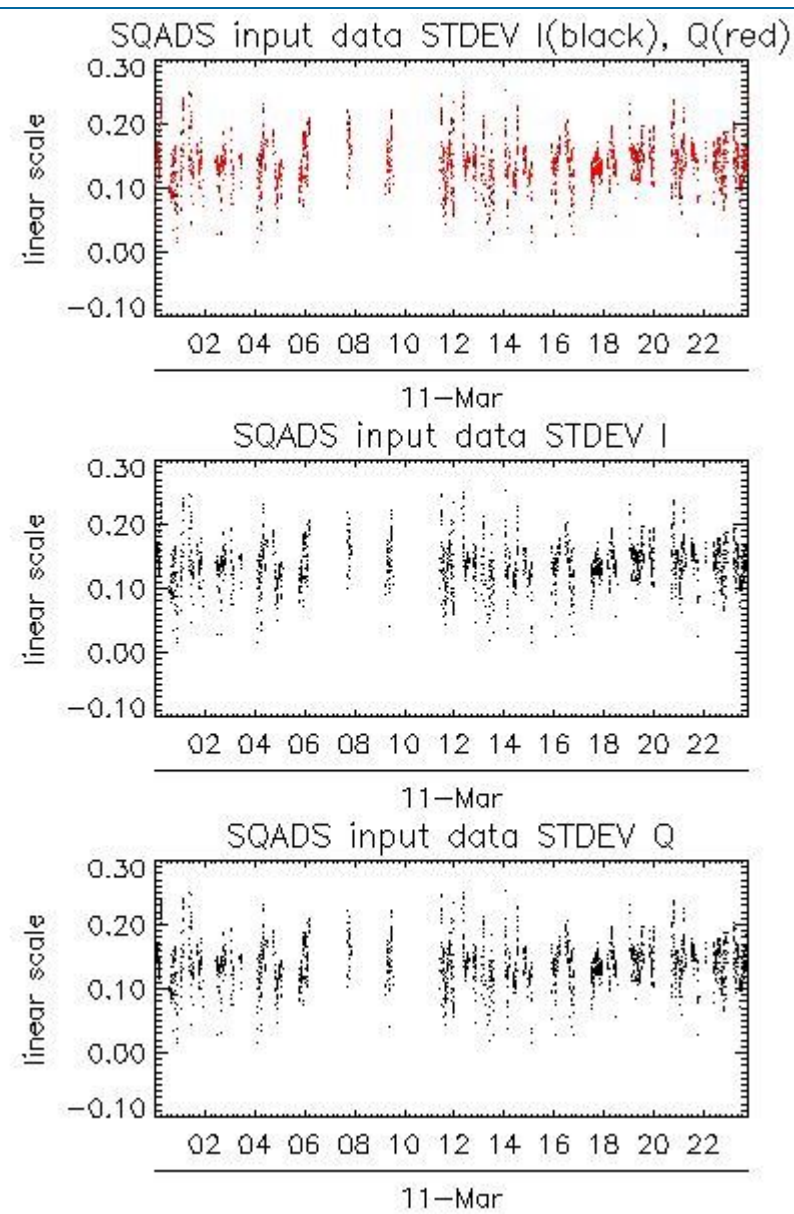 SQADS input data STDEV I(black), Q(red)
0.30
0.20
0.10
0.00
−0.10
linear scale
02 04 06 08 10 12 14 16 18 20 22
11−Mar
SQADS input data STDEV I
0.30
0.20
0.10
0.00
−0.10
linear scale
02 04 06 08 10 12 14 16 18 20 22
11−Mar
SQADS input data STDEV Q
0.30
0.20
0.10
0.00
−0.10
linear scale
02 04 06 08 10 12 14 16 18 20 22
11−Mar